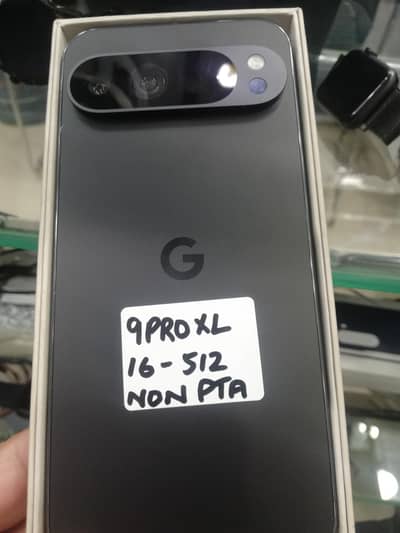 G
9PRO XL
16-512
NON PTA